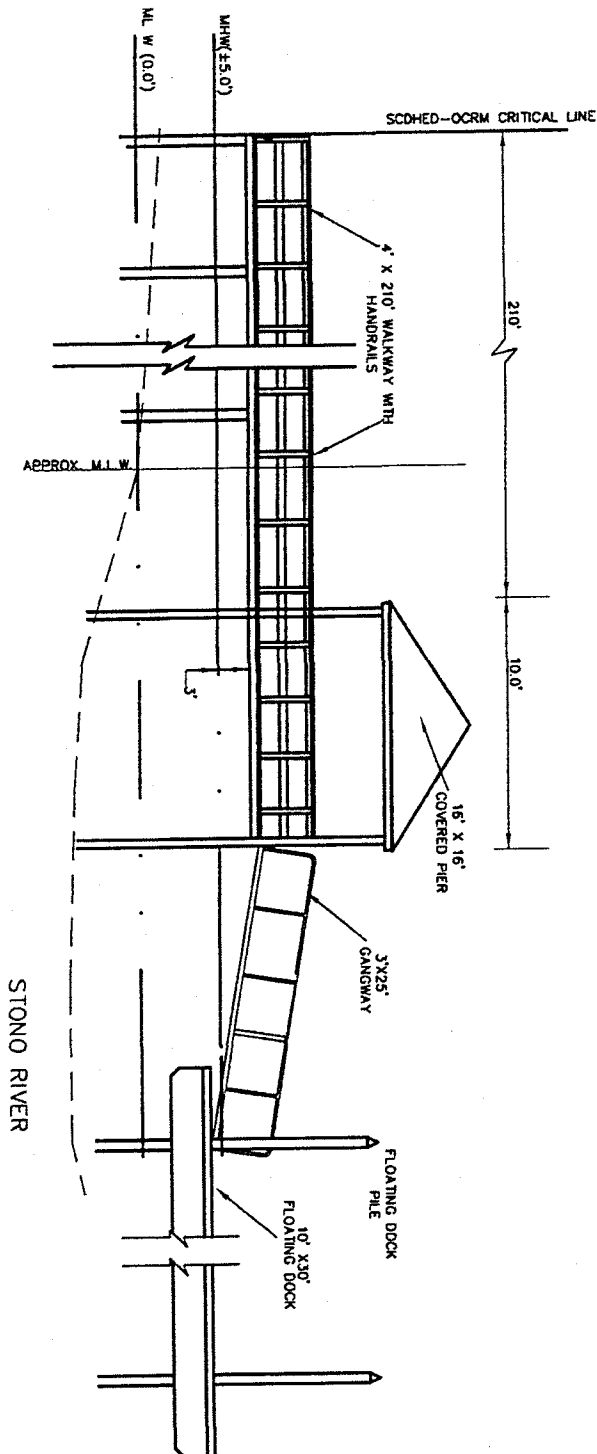 SCDHED-OCRM CRITICAL LINE
210'
10.0'
4' X 210' WALKWAY WITH
HANDRAILS
16' X 16'
COVERED PIER
3'X25'
GANGWAY
FLOATING DOCK
PILE
10' X30'
FLOATING DOCK
MHW(±5.0')
ML W (0.0')
APPROX. M.L.W.
3'
STONO RIVER